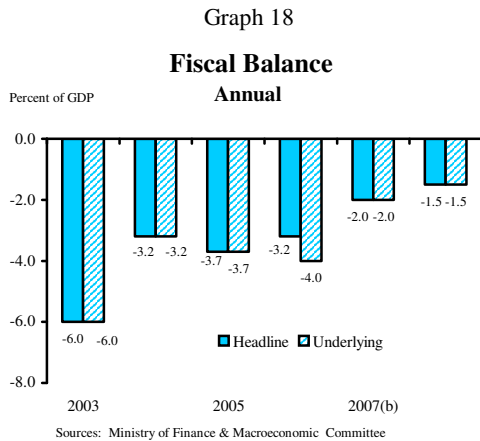 Graph 18
Fiscal Balance
Percent of GDP
Annual
0.0
-2.0
-4.0
-6.0
-8.0
-6.0 -6.0
-3.2 -3.2
-3.7 -3.7
-3.2 -4.0
-2.0 -2.0
-1.5 -1.5
Headline Underlying
2003 2005 2007(b)
Sources: Ministry of Finance & Macroeconomic Committee